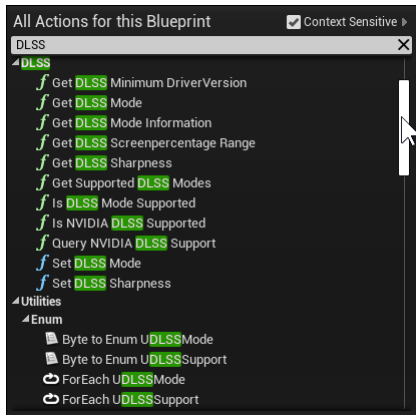 All Actions for this Blueprint Context Sensitive
DLSS
DLSS
Get DLSS Minimum DriverVersion
Get DLSS Mode
Get DLSS Mode Information
Get DLSS Screenpercentage Range
Get DLSS Sharpness
Get Supported DLSS Modes
Is DLSS Mode Supported
Is NVIDIA DLSS Supported
Query NVIDIA DLSS Support
Set DLSS Mode
Set DLSS Sharpness
Utilities
Enum
Byte to Enum UDLSSMode
Byte to Enum UDLSSSupport
ForEach UDLSSMode
ForEach UDLSSSupport